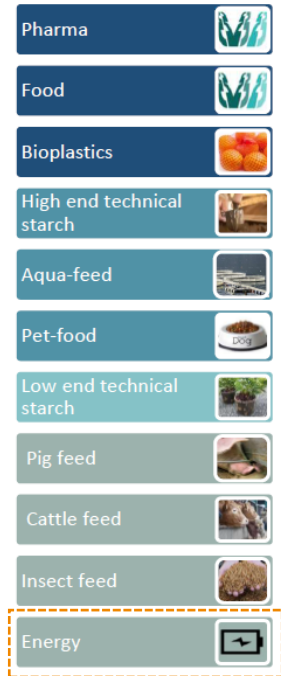 Pharma
Food
Bioplastics
High end technical
starch
Aqua-feed
Pet-food
Dog
Low end technical
starch
Pig feed
Cattle feed
Insect feed
Energy